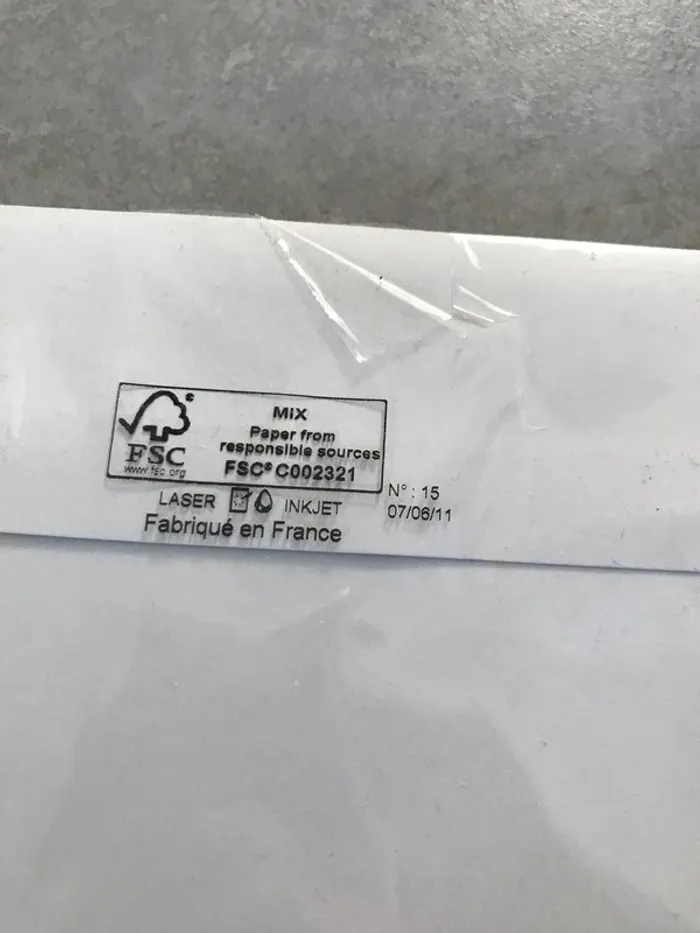 FSC
www.fsc.org
MIX
Paper from
responsible sources
FSC® C002321
LASER INKJET
Fabriqué en France
N° : 15
07/06/11